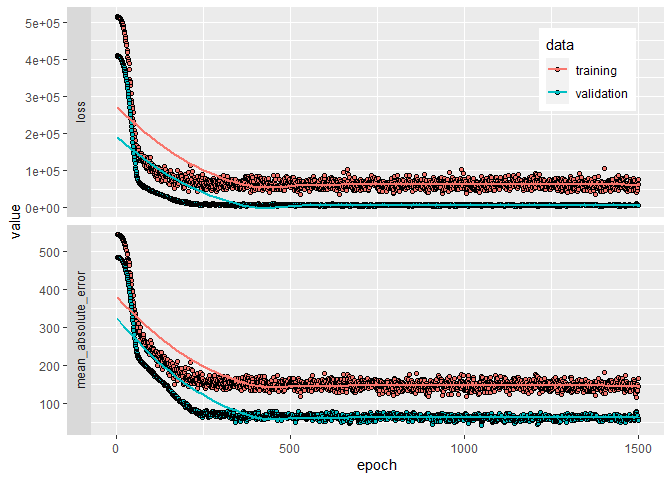 5e+05
4e+05
3e+05
2e+05
1e+05
0e+00
loss
data
training
validation
value
500
400
300
200
100
mean_absolute_error
0
500
1000
1500
epoch